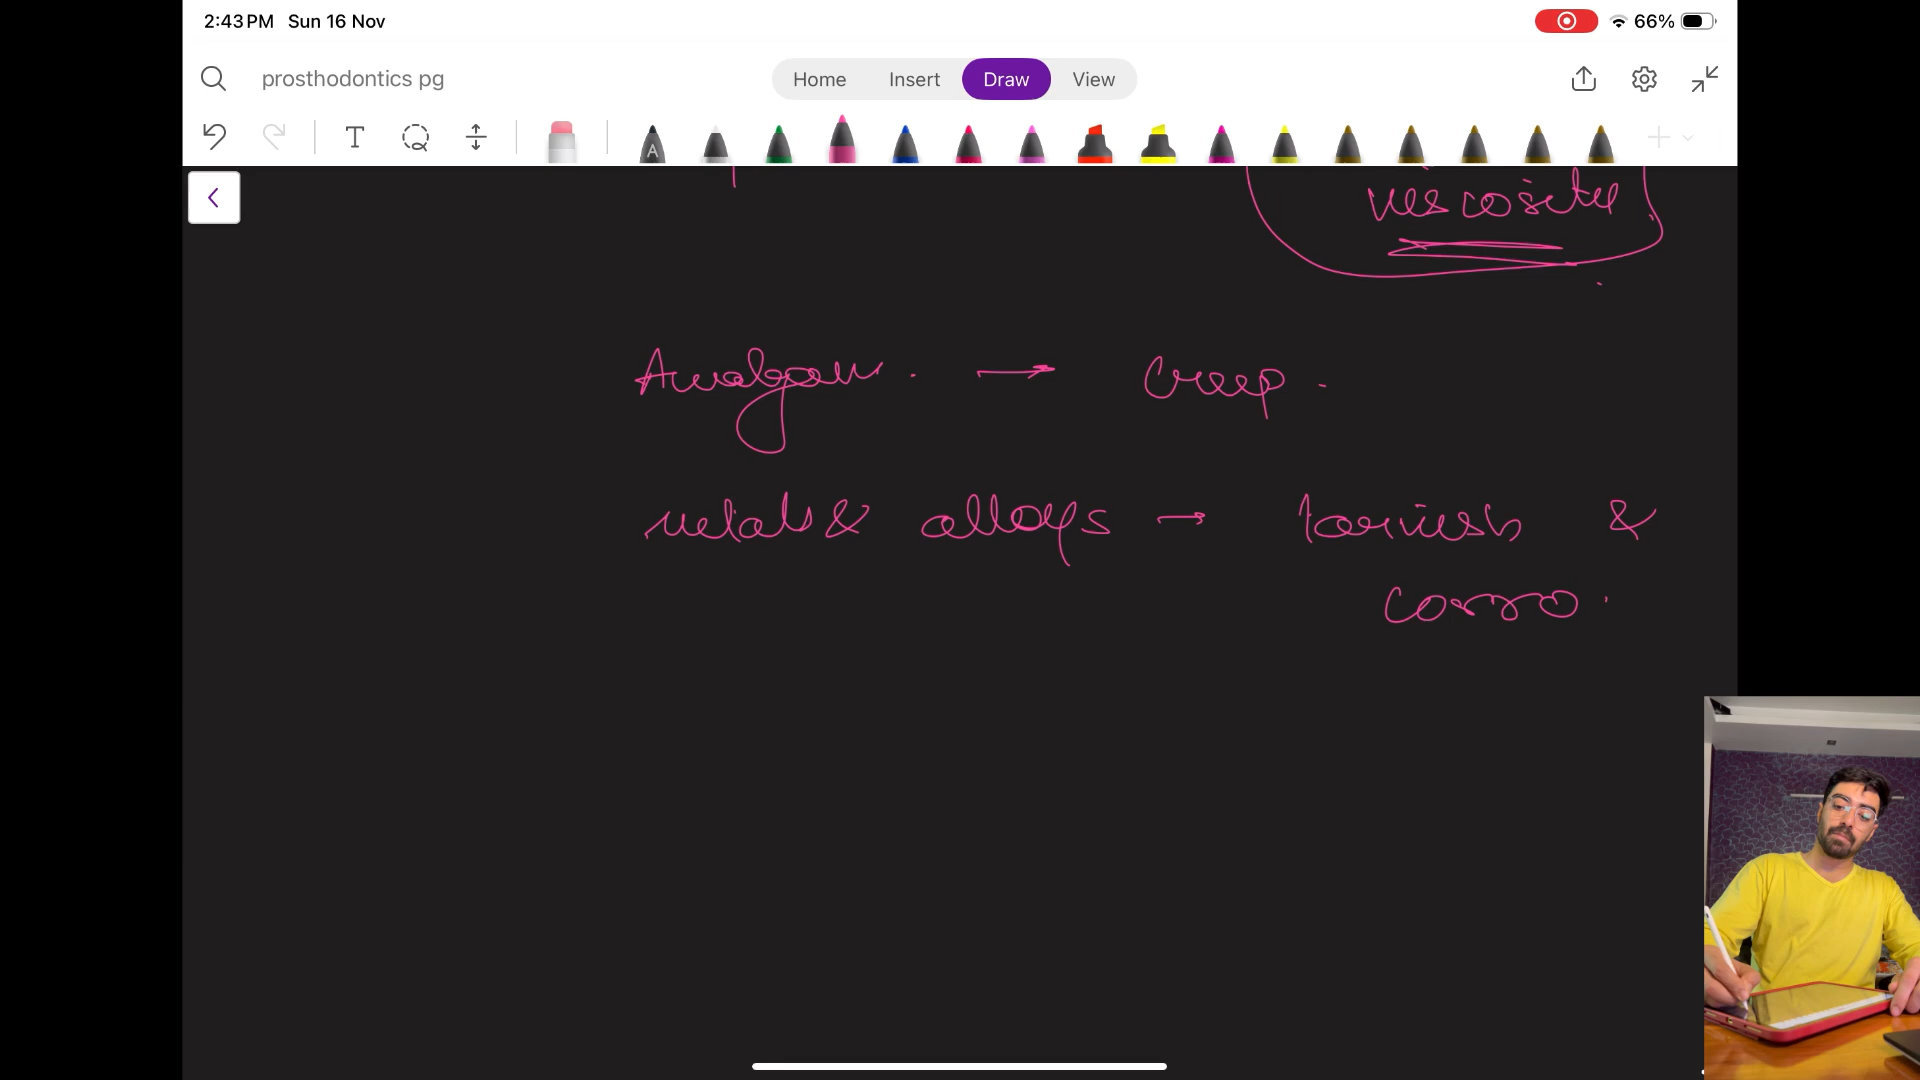 2:43 PM Sun 16 Nov 66%
prosthodontics pg Home Insert Draw View
T A
viscosity
Amalgam. → Creep.
metals & alloys → tarnish &
corro.